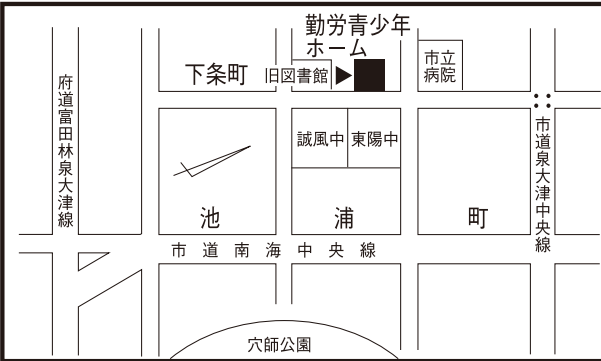 勤労青少年
ホーム
下条町
旧図書館
市立
病院
府道富田林泉大津線
誠風中
東陽中
市道泉大津中央線
池浦町
市道南海中央線
穴師公園